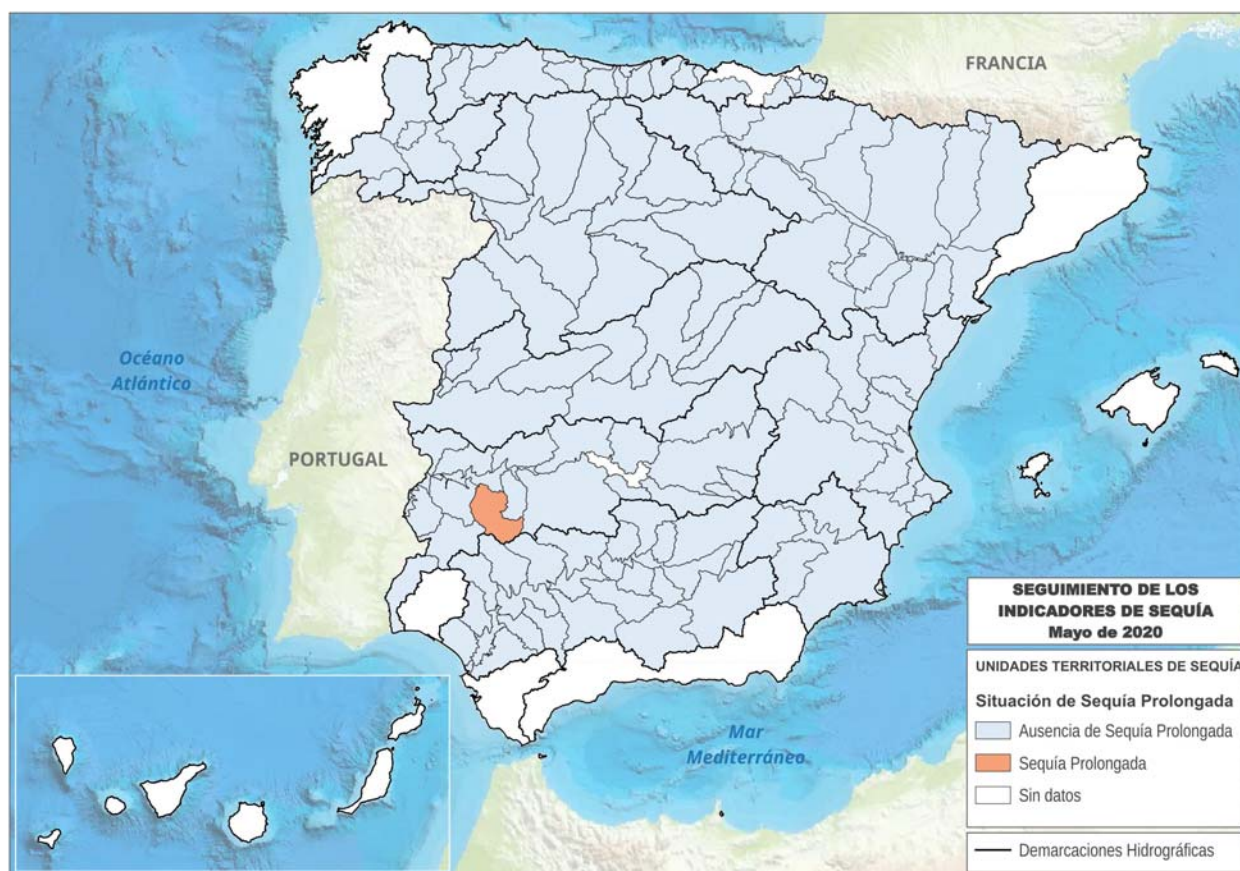 FRANCIA
Océano
Atlántico
PORTUGAL
Mar
Mediterráneo
SEGUIMIENTO DE LOS
INDICADORES DE SEQUÍA
Mayo de 2020
UNIDADES TERRITORIALES DE SEQUÍA
Situación de Sequía Prolongada
Ausencia de Sequía Prolongada
Sequía Prolongada
Sin datos
Demarcaciones Hidrográficas